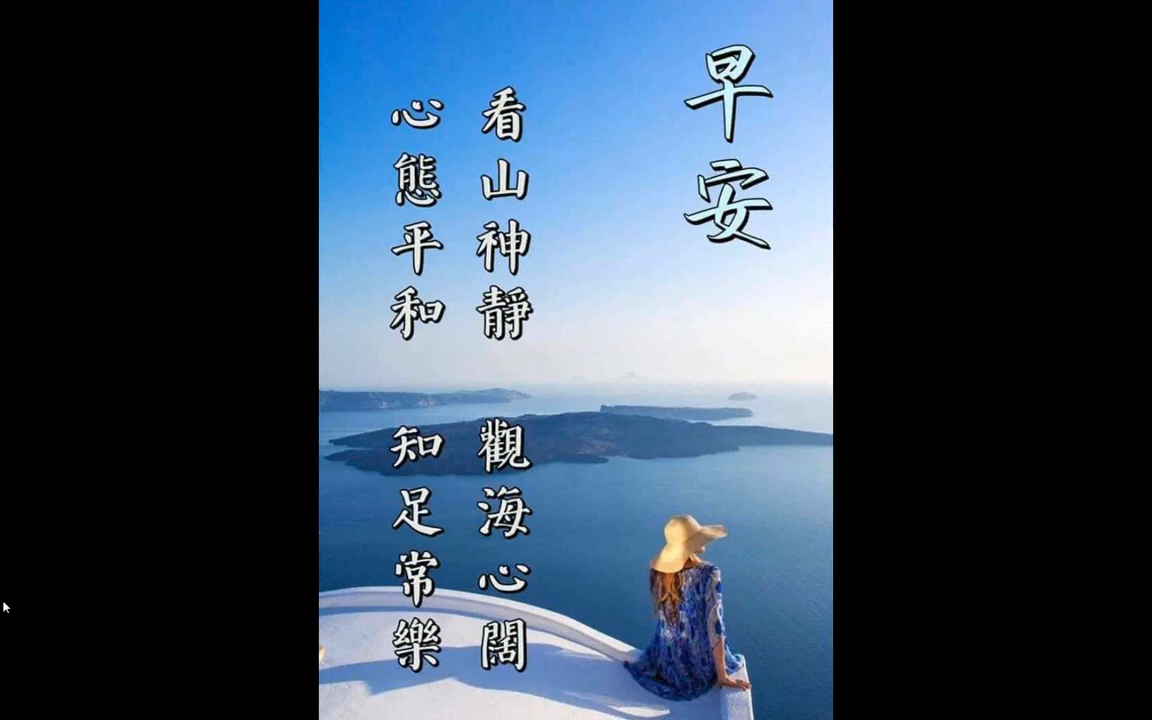 早安
看山神靜 觀海心闊
心態平和 知足常樂